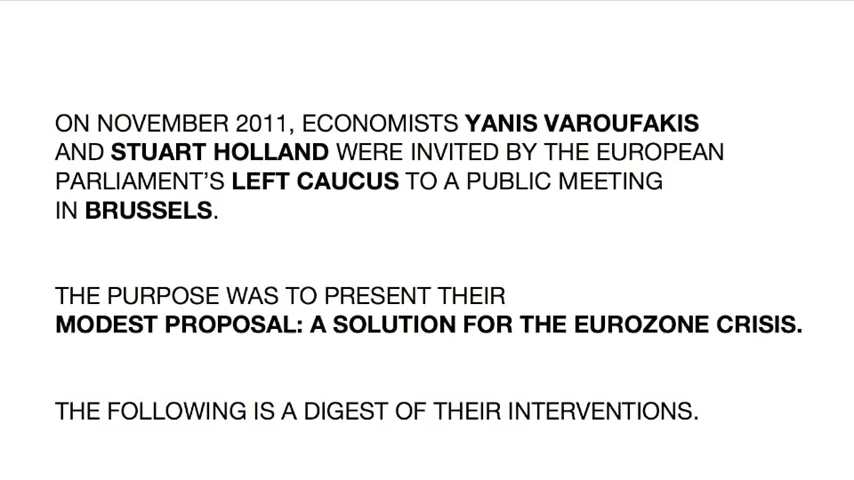 ON NOVEMBER 2011, ECONOMISTS YANIS VAROUFAKIS
AND STUART HOLLAND WERE INVITED BY THE EUROPEAN
PARLIAMENT'S LEFT CAUCUS TO A PUBLIC MEETING
IN BRUSSELS.
THE PURPOSE WAS TO PRESENT THEIR
MODEST PROPOSAL: A SOLUTION FOR THE EUROZONE CRISIS.
THE FOLLOWING IS A DIGEST OF THEIR INTERVENTIONS.